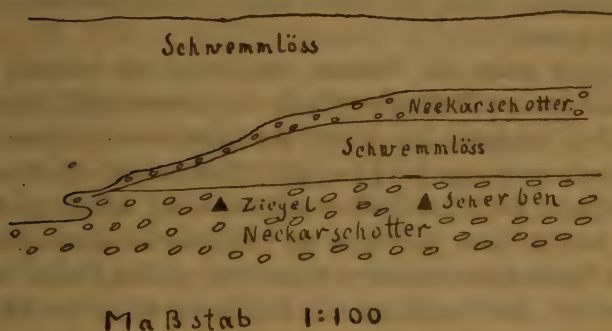 Schwemmlöss
Neckarschotter
Schwemmlöss
▲ Ziegel ▲ Scherben
Neckarschotter
Maßstab 1:100